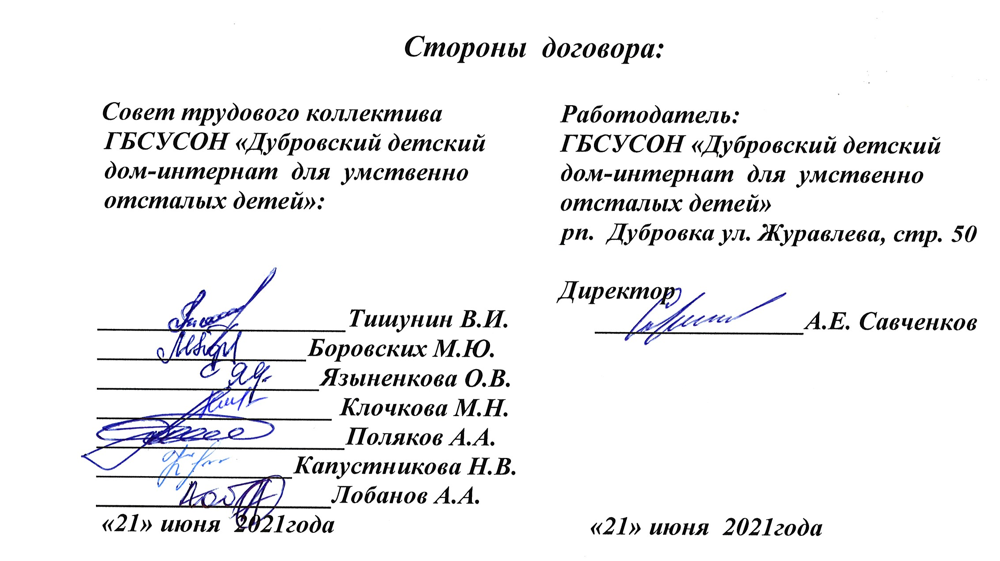 Стороны договора:
Совет трудового коллектива
ГБСУСОН «Дубровский детский
дом-интернат для умственно
отсталых детей»:
Тишунин В.И.
Боровских М.Ю.
Языненкова О.В.
Клочкова М.Н.
Поляков А.А.
Капустникова Н.В.
Лобанов А.А.
«21» июня 2021года
Работодатель:
ГБСУСОН «Дубровский детский
дом-интернат для умственно
отсталых детей»
рп. Дубровка ул. Журавлева, стр. 50
Директор
А.Е. Савченков
«21» июня 2021года